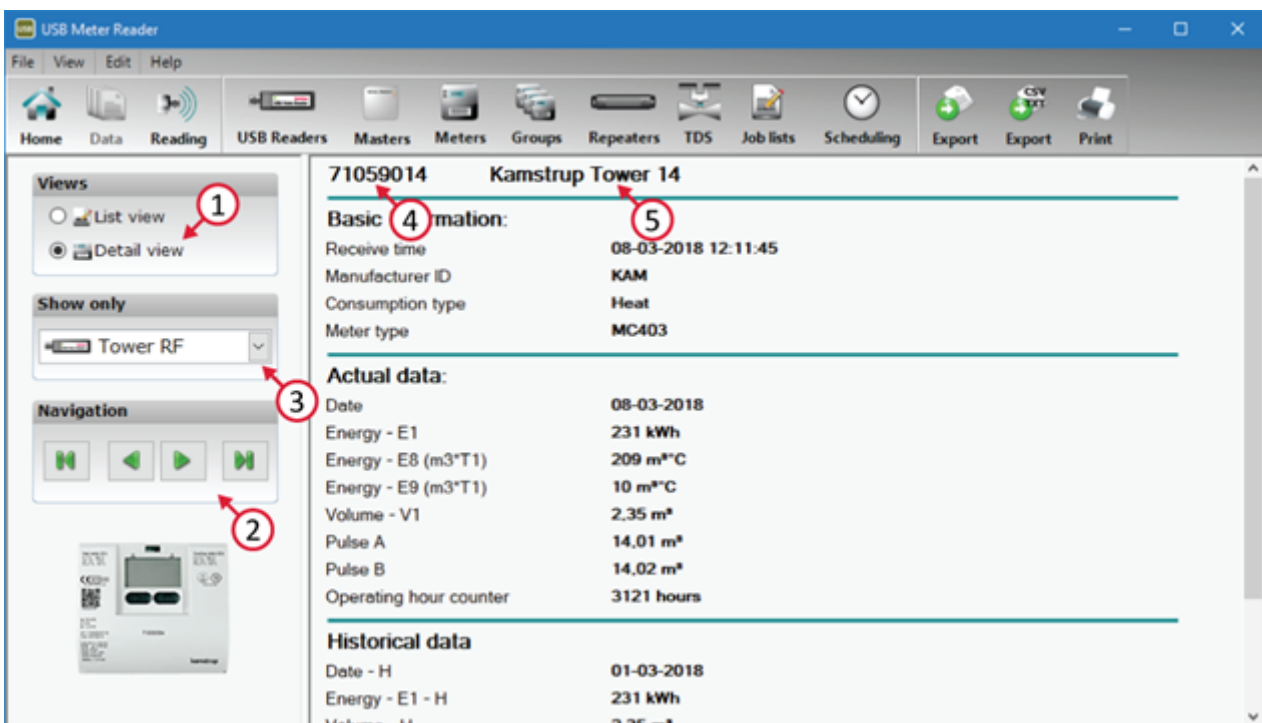 USB Meter Reader
File View Edit Help
Home Data Reading USB Readers Masters Meters Groups Repeaters TDS Job lists Scheduling Export CSV TXT Export Print
Views
List view
Detail view
1
Show only
Tower RF
3
Navigation
2
kamstrup
71059014 Kamstrup Tower 14
4 5
Basic rmation:
Receive time 08-03-2018 12:11:45
Manufacturer ID KAM
Consumption type Heat
Meter type MC403
Actual data:
Date 08-03-2018
Energy - E1 231 kWh
Energy - E8 (m3*T1) 209 m³°C
Energy - E9 (m3*T1) 10 m³°C
Volume - V1 2,35 m³
Pulse A 14,01 m³
Pulse B 14,02 m³
Operating hour counter 3121 hours
Historical data
Date - H 01-03-2018
Energy - E1 - H 231 kWh